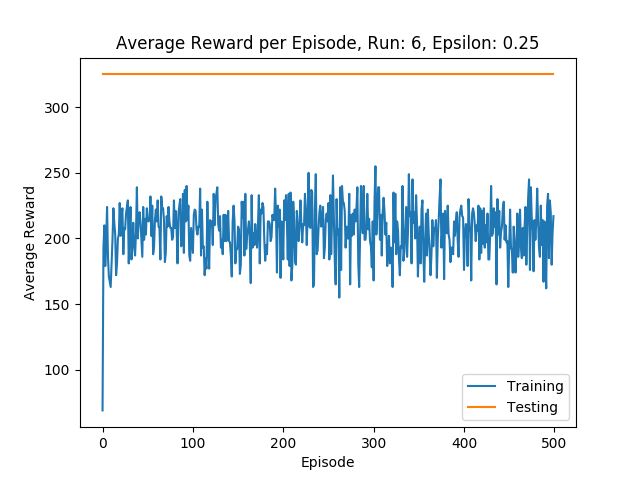 Average Reward per Episode, Run: 6, Epsilon: 0.25
300
250
200
150
100
Average Reward
0
100
200
300
400
500
Episode
Training
Testing